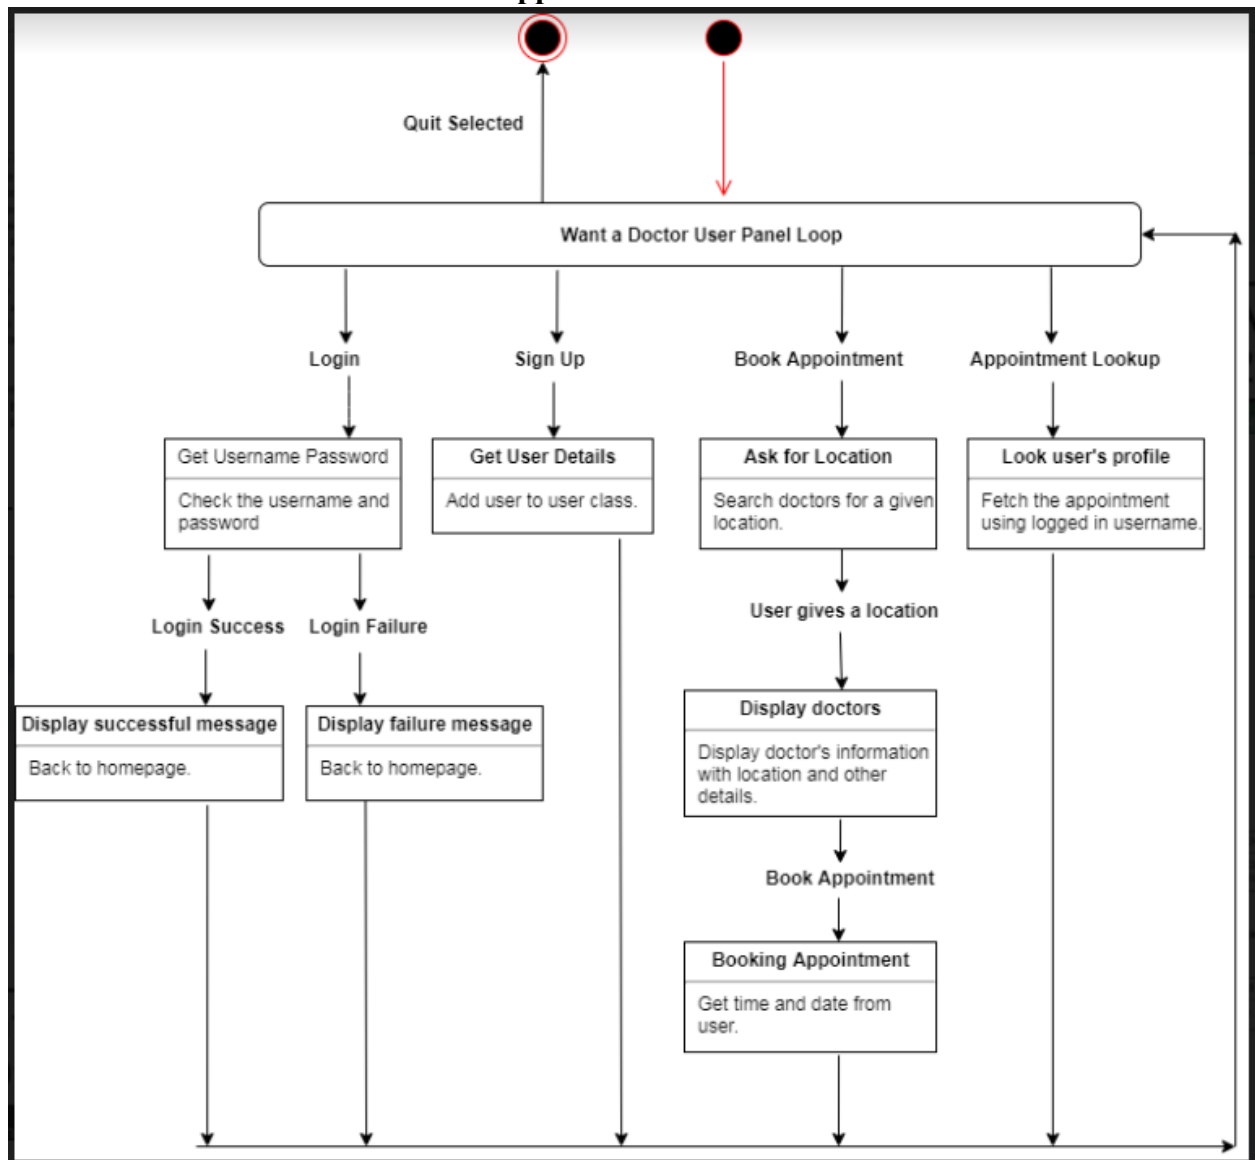 Quit Selected
Want a Doctor User Panel Loop
Login
Sign Up
Book Appointment
Appointment Lookup
Get Username Password
Check the username and
password
Get User Details
Add user to user class.
Ask for Location
Search doctors for a given
location.
Look user's profile
Fetch the appointment
using logged in username.
Login Success
Login Failure
User gives a location
Display successful message
Back to homepage.
Display failure message
Back to homepage.
Display doctors
Display doctor's information
with location and other
details.
Book Appointment
Booking Appointment
Get time and date from
user.